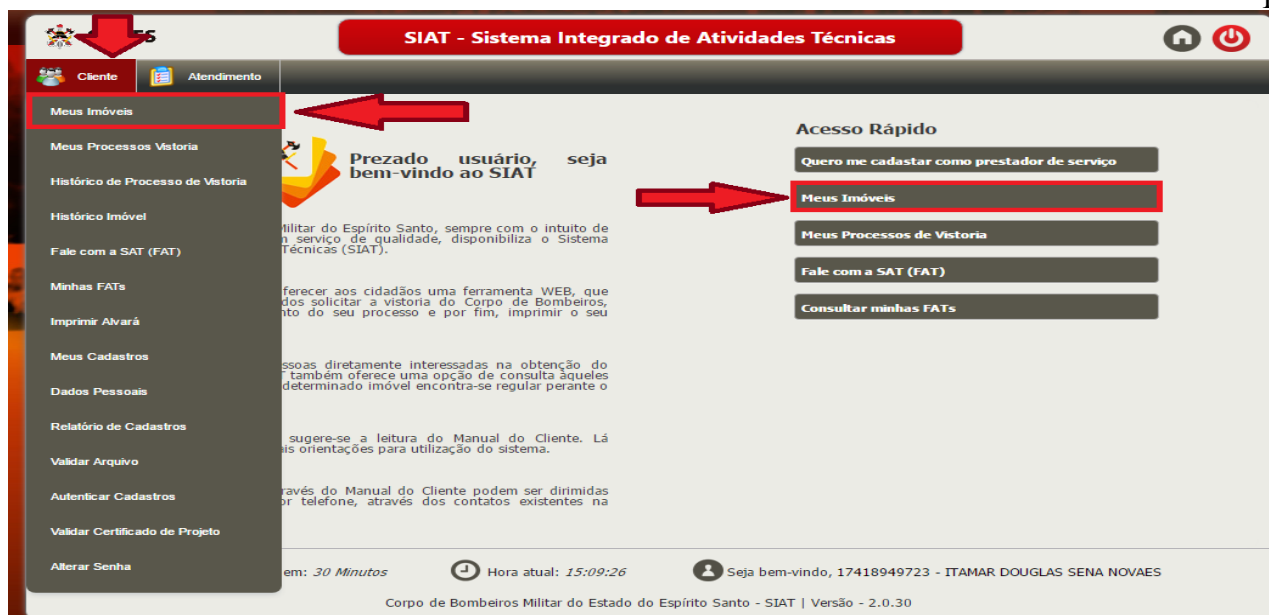 SIAT - Sistema Integrado de Atividades Técnicas
Cliente
Atendimento
Meus Imóveis
Meus Processos Vistoria
Histórico de Processo de Vistoria
Histórico Imóvel
Fale com a SAT (FAT)
Minhas FATs
Imprimir Alvará
Meus Cadastros
Dados Pessoais
Relatório de Cadastros
Validar Arquivo
Autenticar Cadastros
Validar Certificado de Projeto
Alterar Senha
Prezado usuário, seja
bem-vindo ao SIAT
Militar do Espírito Santo, sempre com o intuito de
serviço de qualidade, disponibiliza o Sistema
Técnicas (SIAT).
ferecer aos cidadãos uma ferramenta WEB, que
dos solicitar a vistoria do Corpo de Bombeiros,
nto do seu processo e por fim, imprimir o seu
ssoas diretamente interessadas na obtenção do
também oferece uma opção de consulta àqueles
determinado imóvel encontra-se regular perante o
sugere-se a leitura do Manual do Cliente. Lá
is orientações para utilização do sistema.
ravés do Manual do Cliente podem ser dirimidas
or telefone, através dos contatos existentes na
Acesso Rápido
Quero me cadastar como prestador de serviço
Meus Imóveis
Meus Processos de Vistoria
Fale com a SAT (FAT)
Consultar minhas FATs
em: 30 Minutos
Hora atual: 15:09:26
Seja bem-vindo, 17418949723 - ITAMAR DOUGLAS SENA NOVAES
Corpo de Bombeiros Militar do Estado do Espírito Santo - SIAT | Versão - 2.0.30